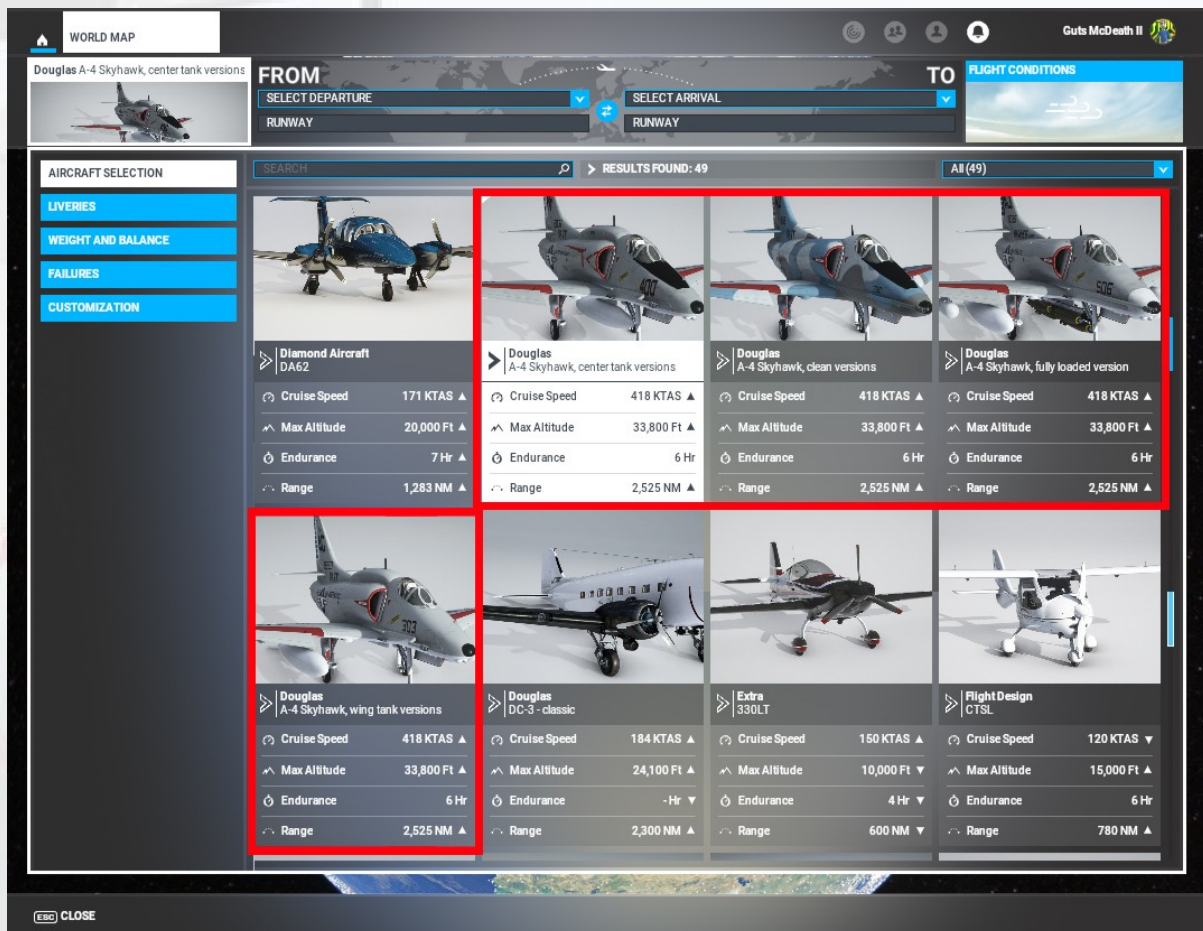 WORLD MAP
Guts McDeath II
Douglas A-4 Skyhawk, center tank versions
FROM
SELECT DEPARTURE
RUNWAY
TO
SELECT ARRIVAL
RUNWAY
FLIGHT CONDITIONS
AIRCRAFT SELECTION
LIVERIES
WEIGHT AND BALANCE
FAILURES
CUSTOMIZATION
SEARCH
RESULTS FOUND: 49
All (49)
Diamond Aircraft
DA62
Cruise Speed 171 KTAS ▲
Max Altitude 20,000 Ft ▲
Endurance 7 Hr ▲
Range 1,283 NM ▲
400
Douglas
A-4 Skyhawk, center tank versions
Cruise Speed 418 KTAS ▲
Max Altitude 33,800 Ft ▲
Endurance 6 Hr
Range 2,525 NM ▲
Douglas
A-4 Skyhawk, clean versions
Cruise Speed 418 KTAS ▲
Max Altitude 33,800 Ft ▲
Endurance 6 Hr
Range 2,525 NM ▲
506
Douglas
A-4 Skyhawk, fully loaded version
Cruise Speed 418 KTAS ▲
Max Altitude 33,800 Ft ▲
Endurance 6 Hr
Range 2,525 NM ▲
303
Douglas
A-4 Skyhawk, wing tank versions
Cruise Speed 418 KTAS ▲
Max Altitude 33,800 Ft ▲
Endurance 6 Hr
Range 2,525 NM ▲
Douglas
DC-3 - classic
Cruise Speed 184 KTAS ▲
Max Altitude 24,100 Ft ▲
Endurance - Hr ▼
Range 2,300 NM ▲
Extra
330LT
Cruise Speed 150 KTAS ▲
Max Altitude 10,000 Ft ▼
Endurance 4 Hr ▼
Range 600 NM ▼
Flight Design
CTSL
Cruise Speed 120 KTAS ▼
Max Altitude 15,000 Ft ▲
Endurance 6 Hr
Range 780 NM ▲
ESC CLOSE